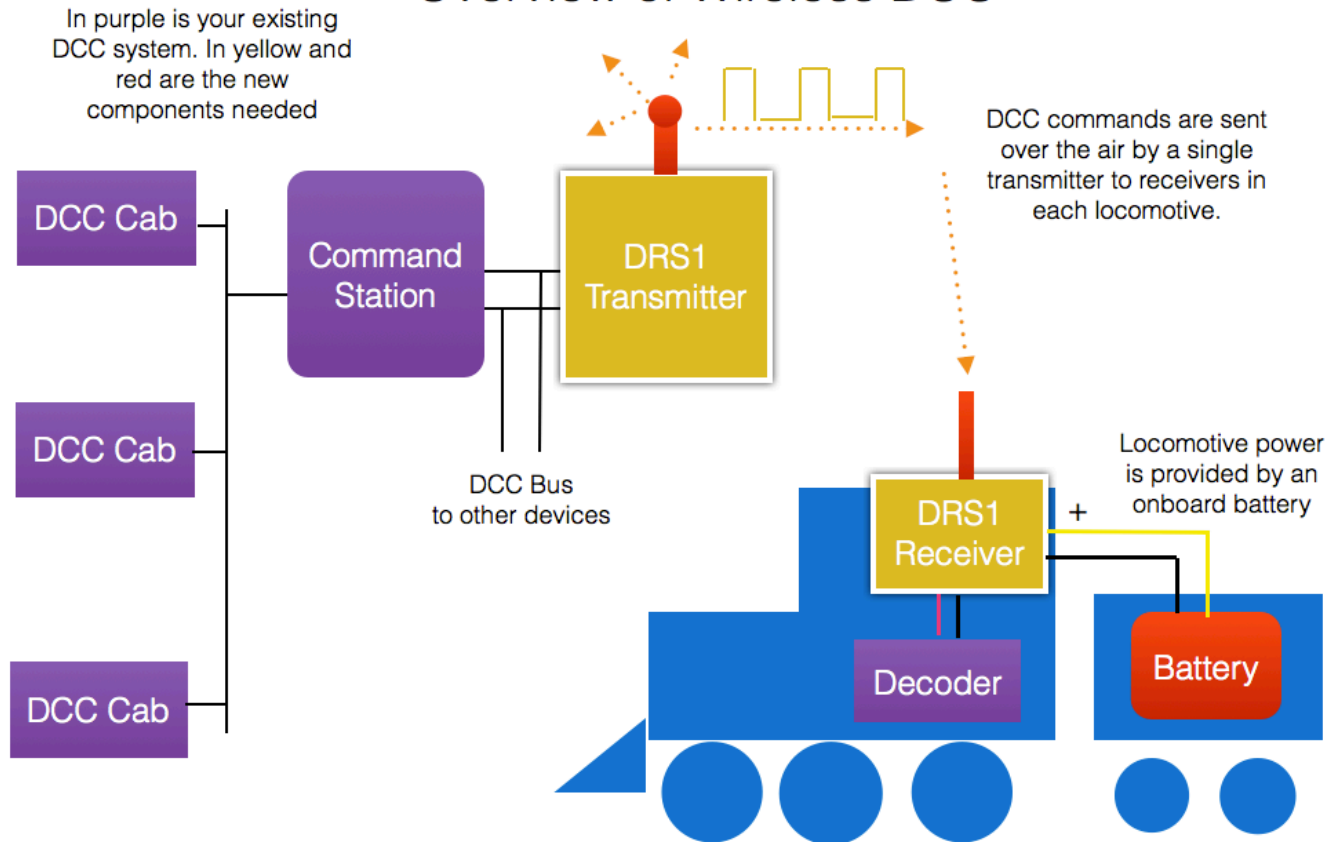 In purple is your existing
DCC system. In yellow and
red are the new
components needed
DCC commands are sent
over the air by a single
transmitter to receivers in
each locomotive.
DCC Cab
Command
Station
DRS1
Transmitter
DCC Cab
DCC Bus
to other devices
Locomotive power
is provided by an
onboard battery
DRS1
Receiver
+
Decoder
Battery
DCC Cab